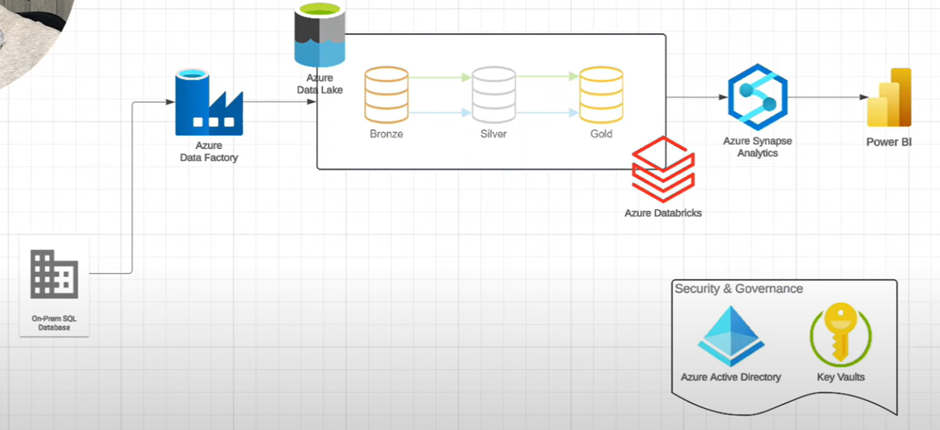 Azure
Data Lake
Bronze
Silver
Gold
Azure
Data Factory
Azure Synapse
Analytics
Power BI
Azure Databricks
On-Prem SQL
Database
Security & Governance
Azure Active Directory
Key Vaults